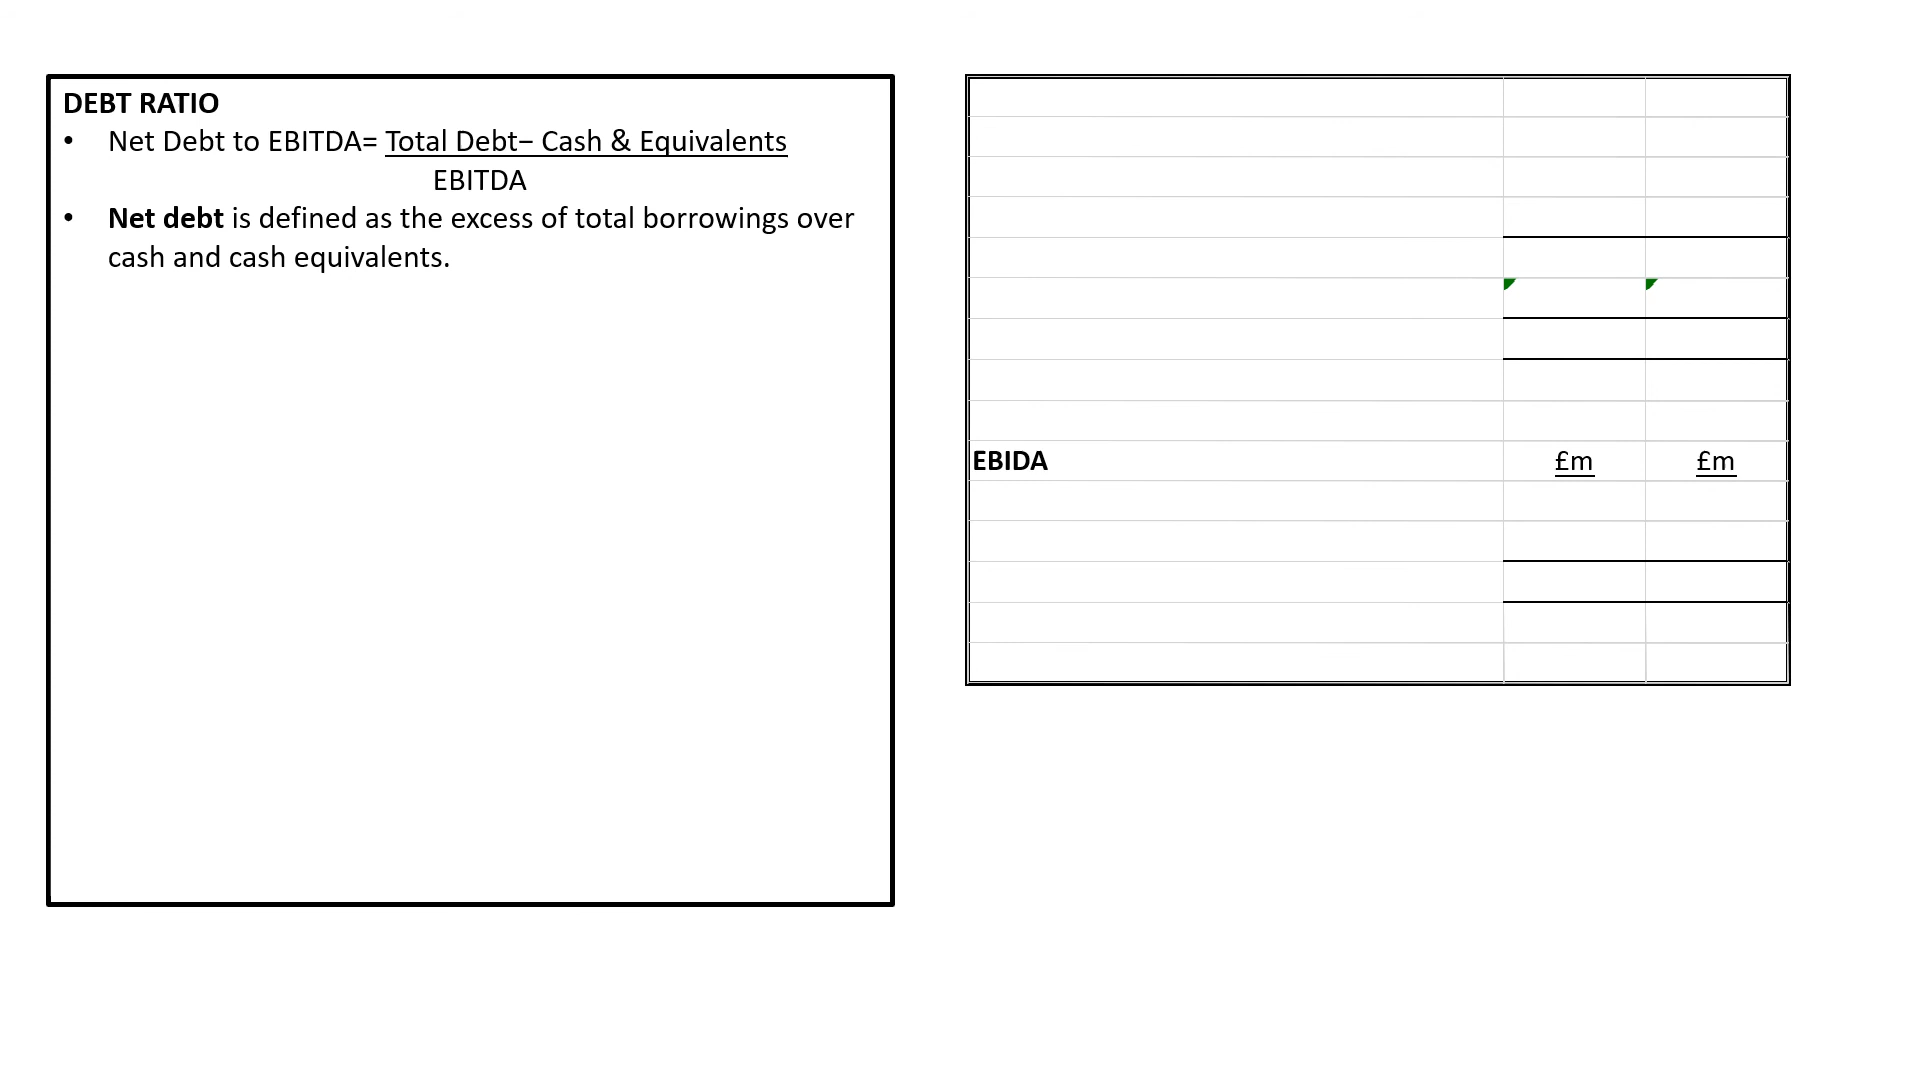 DEBT RATIO
• Net Debt to EBITDA= Total Debt− Cash & Equivalents
EBITDA
• Net debt is defined as the excess of total borrowings over
cash and cash equivalents.
EBIDA £m £m